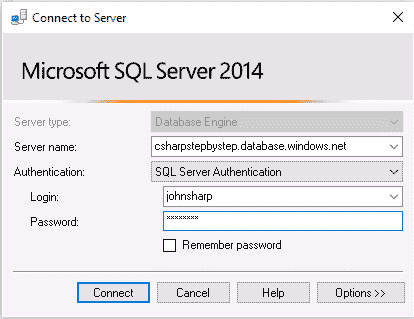 Connect to Server
Microsoft SQL Server 2014
Server type: Database Engine
Server name: csharpstepbystep.database.windows.net
Authentication: SQL Server Authentication
Login: johnsharp
Password: ********
Remember password
Connect Cancel Help Options >>